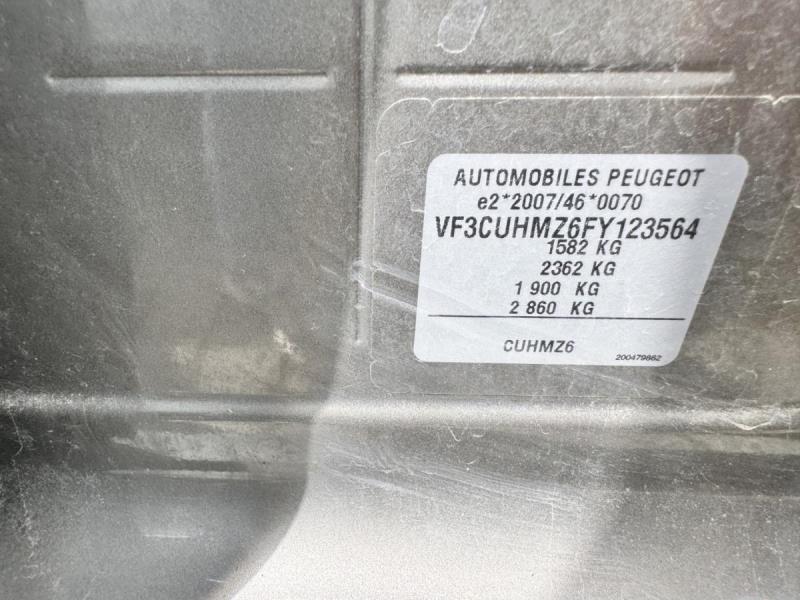 AUTOMOBILES PEUGEOT
e2*2007/46*0070
VF3CUHMZ6FY123564
1582 KG
2362 KG
1 900 KG
2 860 KG
CUHMZ6
200479862